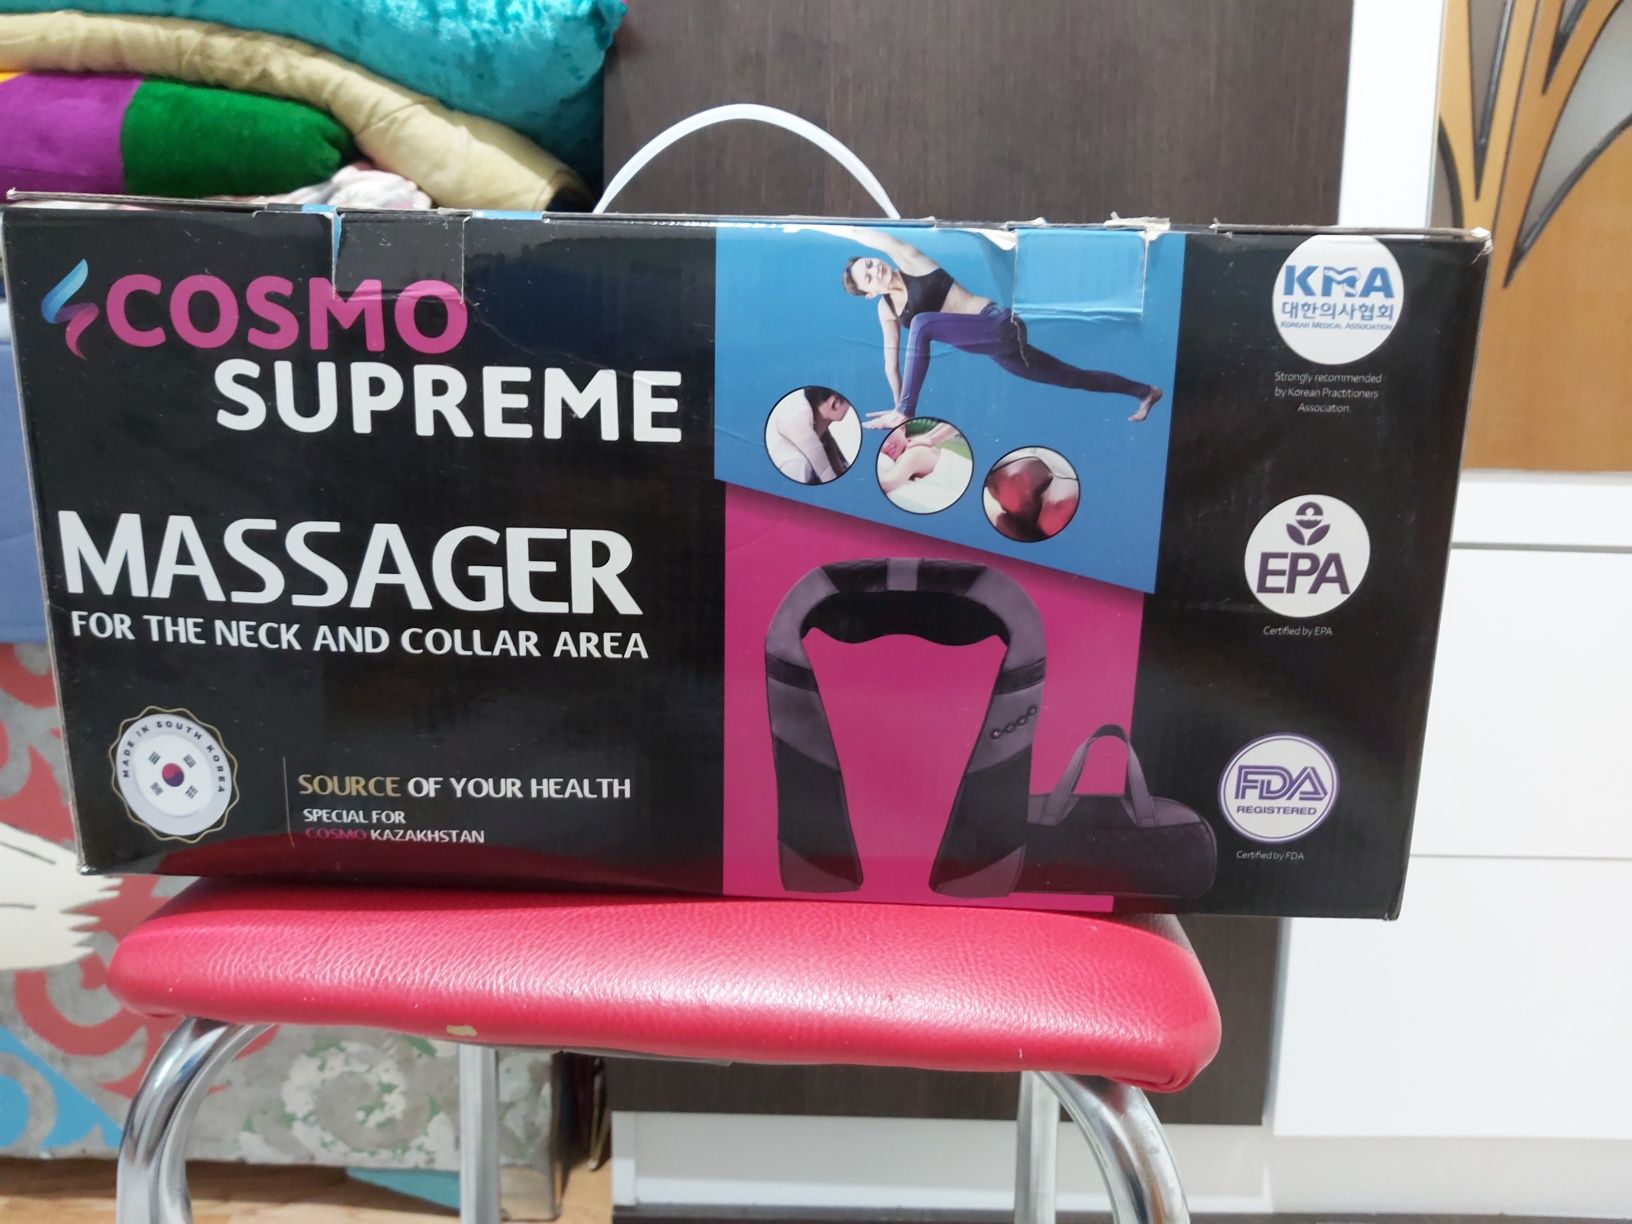 COSMO
SUPREME
MASSAGER
FOR THE NECK AND COLLAR AREA
MADE IN SOUTH KOREA
SOURCE OF YOUR HEALTH
SPECIAL FOR
COSMO KAZAKHSTAN
KMA
대한의사협회
KOREAN MEDICAL ASSOCIATION
Strongly recommended
by Korean Practitioners
Association.
EPA
Certified by EPA
FDA
REGISTERED
Certified by FDA